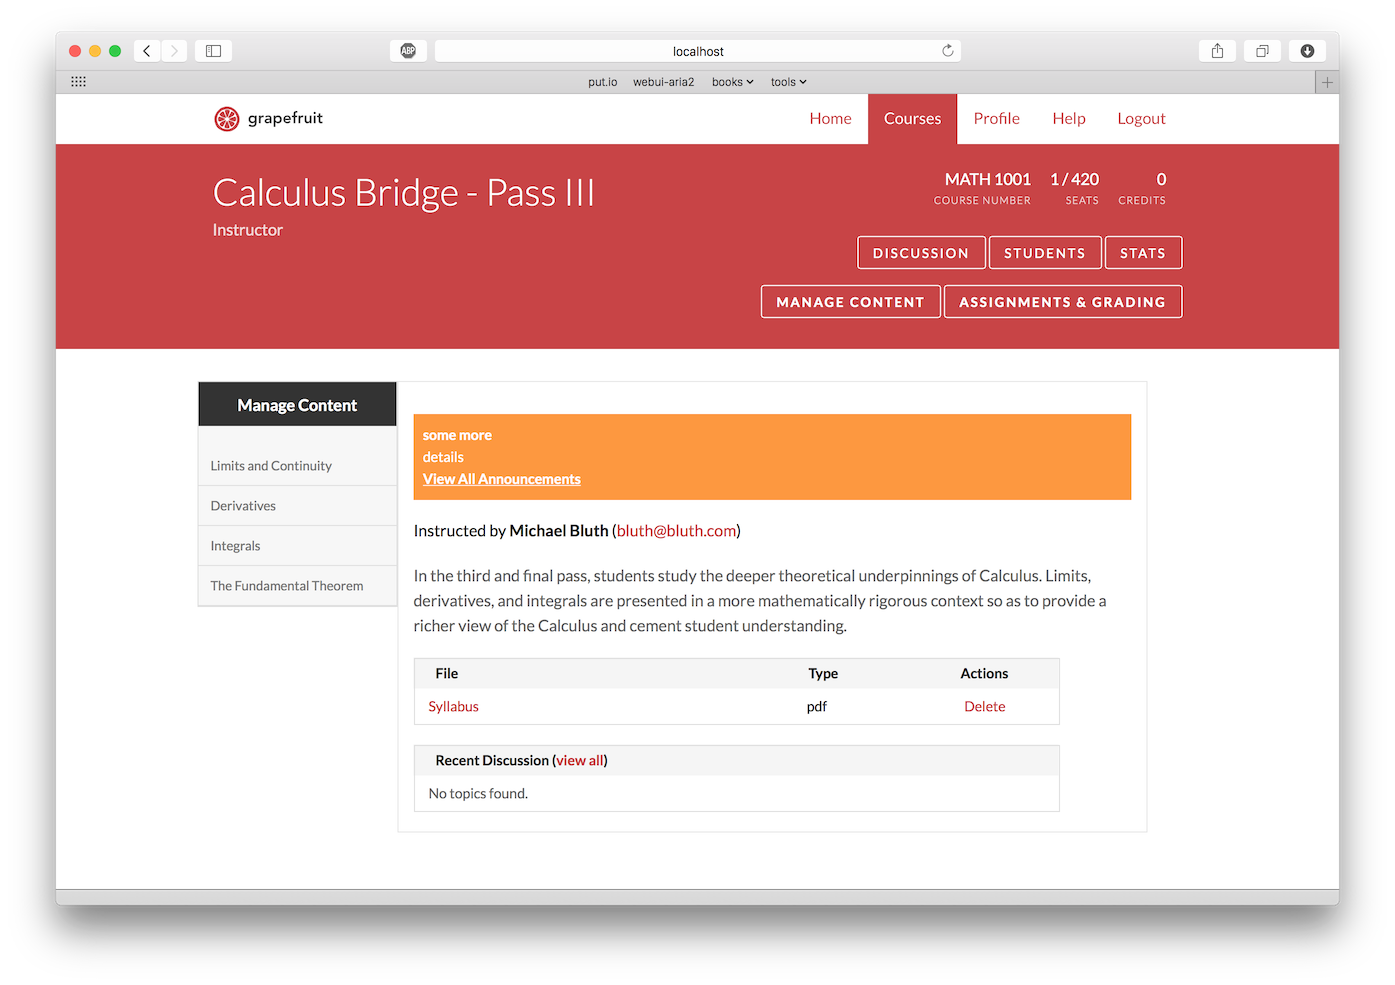 ABP
localhost
put.io webui-aria2 books tools
grapefruit
Home Courses Profile Help Logout
Calculus Bridge - Pass III
Instructor
MATH 1001 1 / 420 0
COURSE NUMBER SEATS CREDITS
DISCUSSION STUDENTS STATS
MANAGE CONTENT ASSIGNMENTS & GRADING
Manage Content
Limits and Continuity
Derivatives
Integrals
The Fundamental Theorem
some more
details
View All Announcements
Instructed by Michael Bluth (bluth@bluth.com)
In the third and final pass, students study the deeper theoretical underpinnings of Calculus. Limits,
derivatives, and integrals are presented in a more mathematically rigorous context so as to provide a
richer view of the Calculus and cement student understanding.
File Type Actions
Syllabus pdf Delete
Recent Discussion (view all)
No topics found.